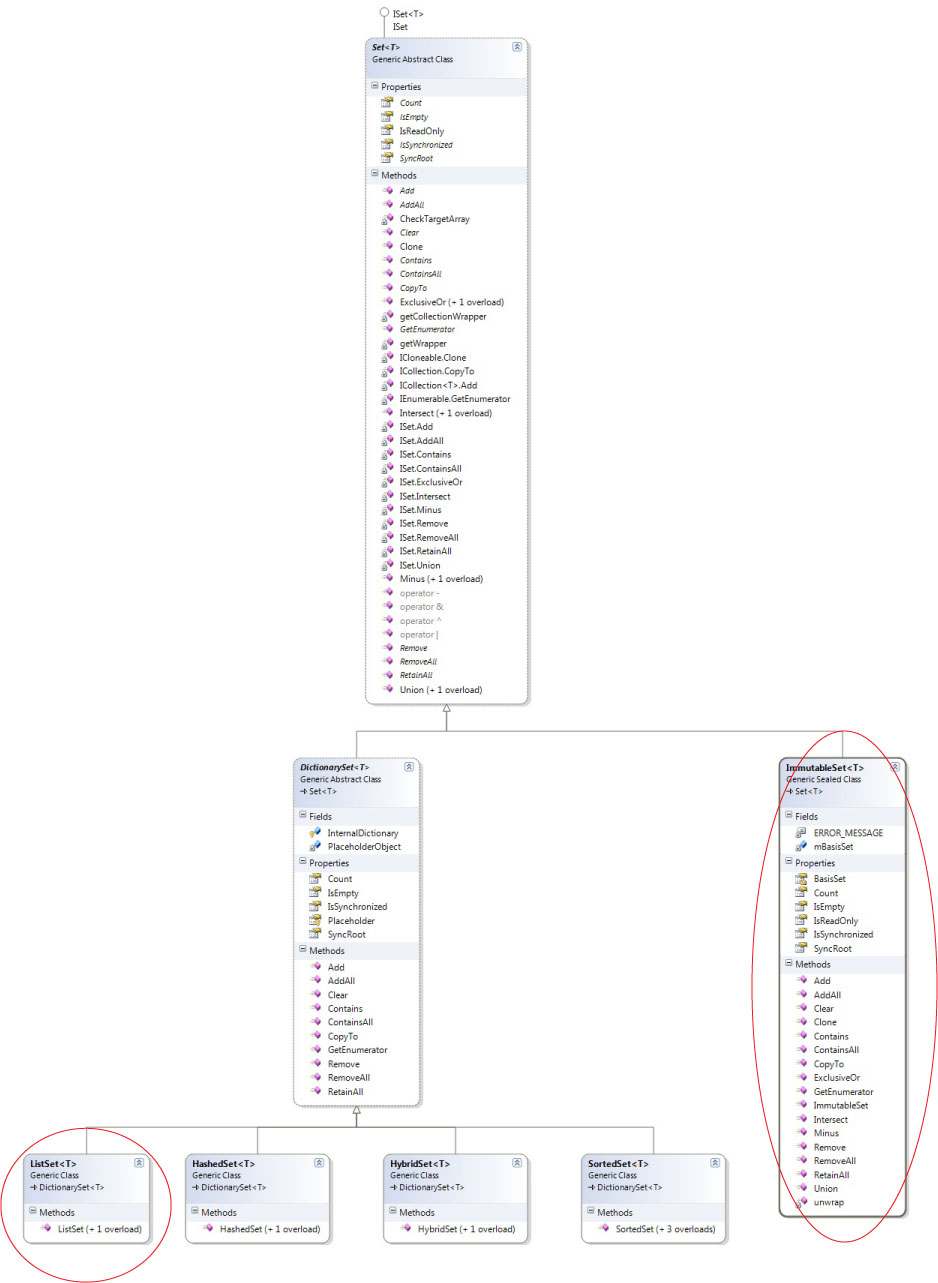 ISet<T>
ISet
Set<T>
Generic Abstract Class
Properties
Count
IsEmpty
IsReadOnly
IsSynchronized
SyncRoot
Methods
Add
AddAll
CheckTargetArray
Clear
Clone
Contains
ContainsAll
CopyTo
ExclusiveOr (+ 1 overload)
getCollectionWrapper
GetEnumerator
getWrapper
ICloneable.Clone
ICollection.CopyTo
ICollection<T>.Add
IEnumerable.GetEnumerator
Intersect (+ 1 overload)
ISet.Add
ISet.AddAll
ISet.Contains
ISet.ContainsAll
ISet.ExclusiveOr
ISet.Intersect
ISet.Minus
ISet.Remove
ISet.RemoveAll
ISet.RetainAll
ISet.Union
Minus (+ 1 overload)
operator -
operator &
operator ^
operator |
Remove
RemoveAll
RetainAll
Union (+ 1 overload)
DictionarySet<T>
Generic Abstract Class
Set<T>
Fields
InternalDictionary
PlaceholderObject
Properties
Count
IsEmpty
IsSynchronized
Placeholder
SyncRoot
Methods
Add
AddAll
Clear
Contains
ContainsAll
CopyTo
GetEnumerator
Remove
RemoveAll
RetainAll
ImmutableSet<T>
Generic Sealed Class
Set<T>
Fields
ERROR_MESSAGE
mBasisSet
Properties
BasisSet
Count
IsEmpty
IsReadOnly
IsSynchronized
SyncRoot
Methods
Add
AddAll
Clear
Clone
Contains
ContainsAll
CopyTo
ExclusiveOr
GetEnumerator
ImmutableSet
Intersect
Minus
Remove
RemoveAll
RetainAll
Union
unwrap
ListSet<T>
Generic Class
DictionarySet<T>
Methods
ListSet (+ 1 overload)
HashedSet<T>
Generic Class
DictionarySet<T>
Methods
HashedSet (+ 1 overload)
HybridSet<T>
Generic Class
DictionarySet<T>
Methods
HybridSet (+ 1 overload)
SortedSet<T>
Generic Class
DictionarySet<T>
Methods
SortedSet (+ 3 overloads)